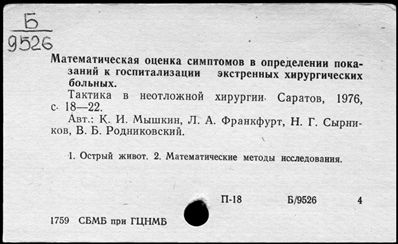 Б
9526
Математическая оценка симптомов в определении пока-
заний к госпитализации экстренных хирургических
больных.
Тактика в неотложной хирургии. Саратов, 1976,
с. 18—22.
Авт.: К. И. Мышкин, Л. А. Франкфурт, Н. Г. Сырни-
ков, В. Б. Родниковский.
1. Острый живот. 2. Математические методы исследования.
П-18 Б/9526 4
1759 СБМБ при ГЦНМБ